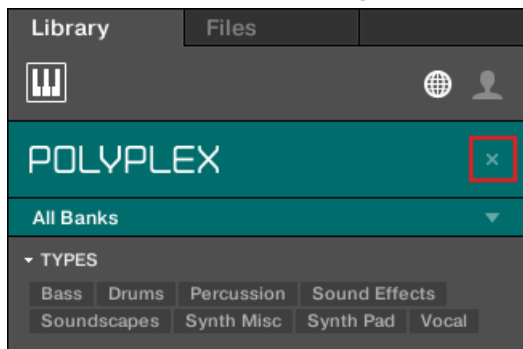 Library Files
POLYPLEX
All Banks
TYPES
Bass Drums Percussion Sound Effects
Soundscapes Synth Misc Synth Pad Vocal